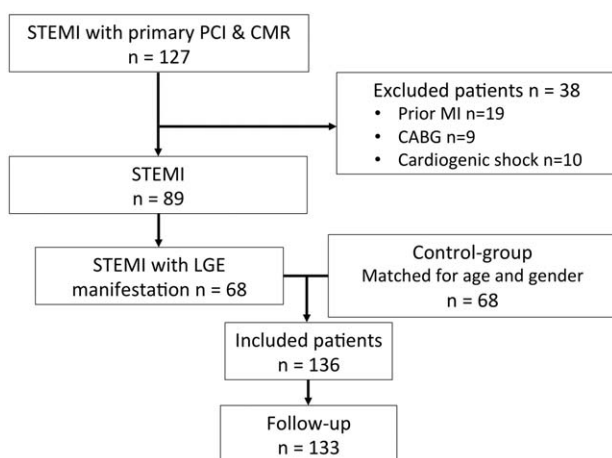 STEMI with primary PCI & CMR
n = 127
Excluded patients n = 38
• Prior MI n=19
• CABG n=9
• Cardiogenic shock n=10
STEMI
n = 89
STEMI with LGE
manifestation n = 68
Control-group
Matched for age and gender
n = 68
Included patients
n = 136
Follow-up
n = 133